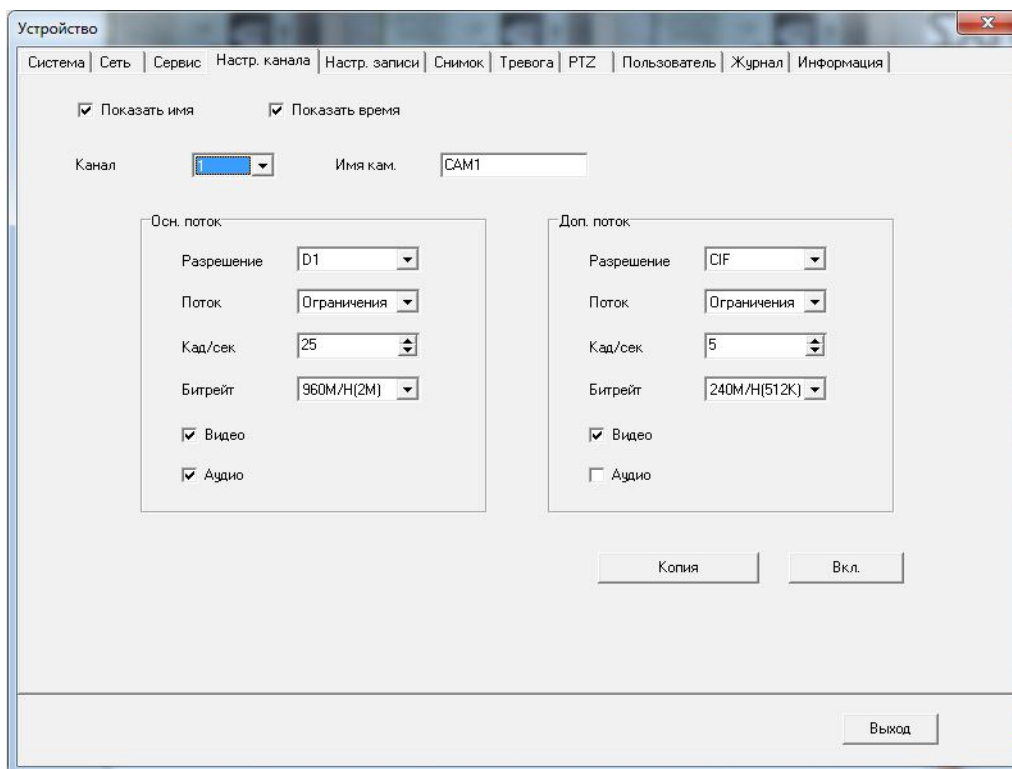 Устройство
Система Сеть Сервис Настр. канала Настр. записи Снимок Тревога PTZ Пользователь Журнал Информация
Показать имя Показать время
Канал 1 Имя кам. CAM1
Осн. поток Доп. поток
Разрешение D1 Разрешение CIF
Поток Ограничения Поток Ограничения
Кад/сек 25 Кад/сек 5
Битрейт 960M/H(2M) Битрейт 240M/H(512K)
Видео Видео
Аудио Аудио
Копия Вкл.
Выход